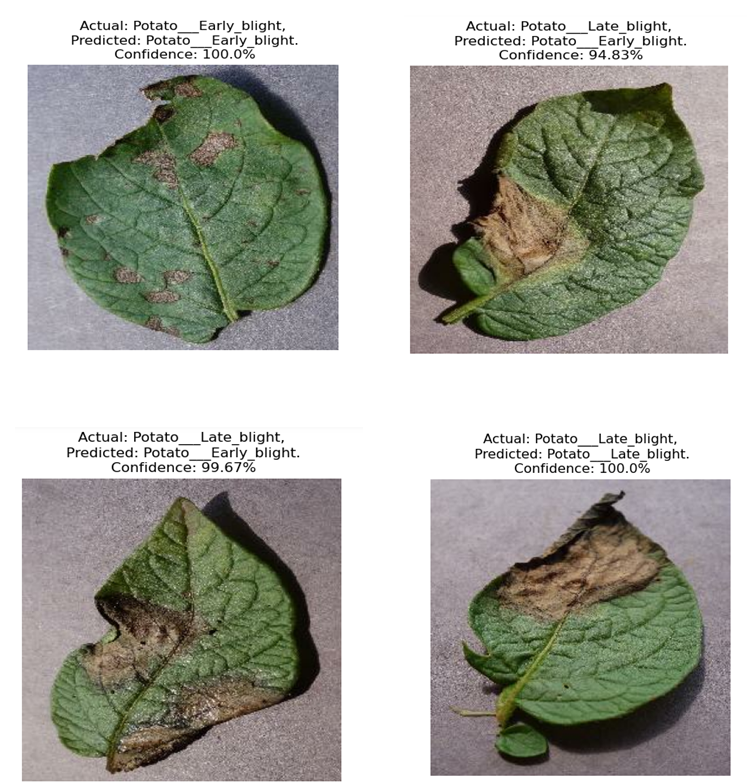 Actual: Potato___Early_blight,
Predicted: Potato___Early_blight.
Confidence: 100.0%
Actual: Potato___Late_blight,
Predicted: Potato___Early_blight.
Confidence: 94.83%
Actual: Potato___Late_blight,
Predicted: Potato___Early_blight.
Confidence: 99.67%
Actual: Potato___Late_blight,
Predicted: Potato___Late_blight.
Confidence: 100.0%